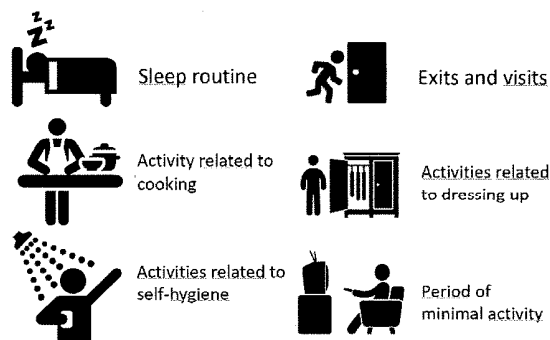 z
z
Z
z
Sleep routine
Exits and visits
Activity related to
cooking
Activities related
to dressing up
Activities related to
self-hygiene
Period of
minimal activity